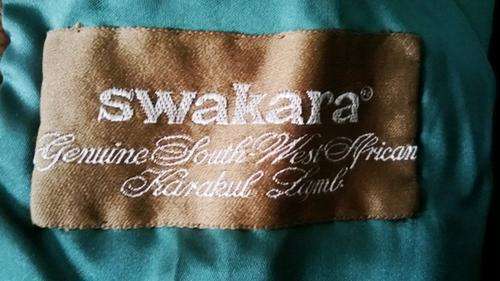 swakara®
Genuine South West African
Karakul Lamb